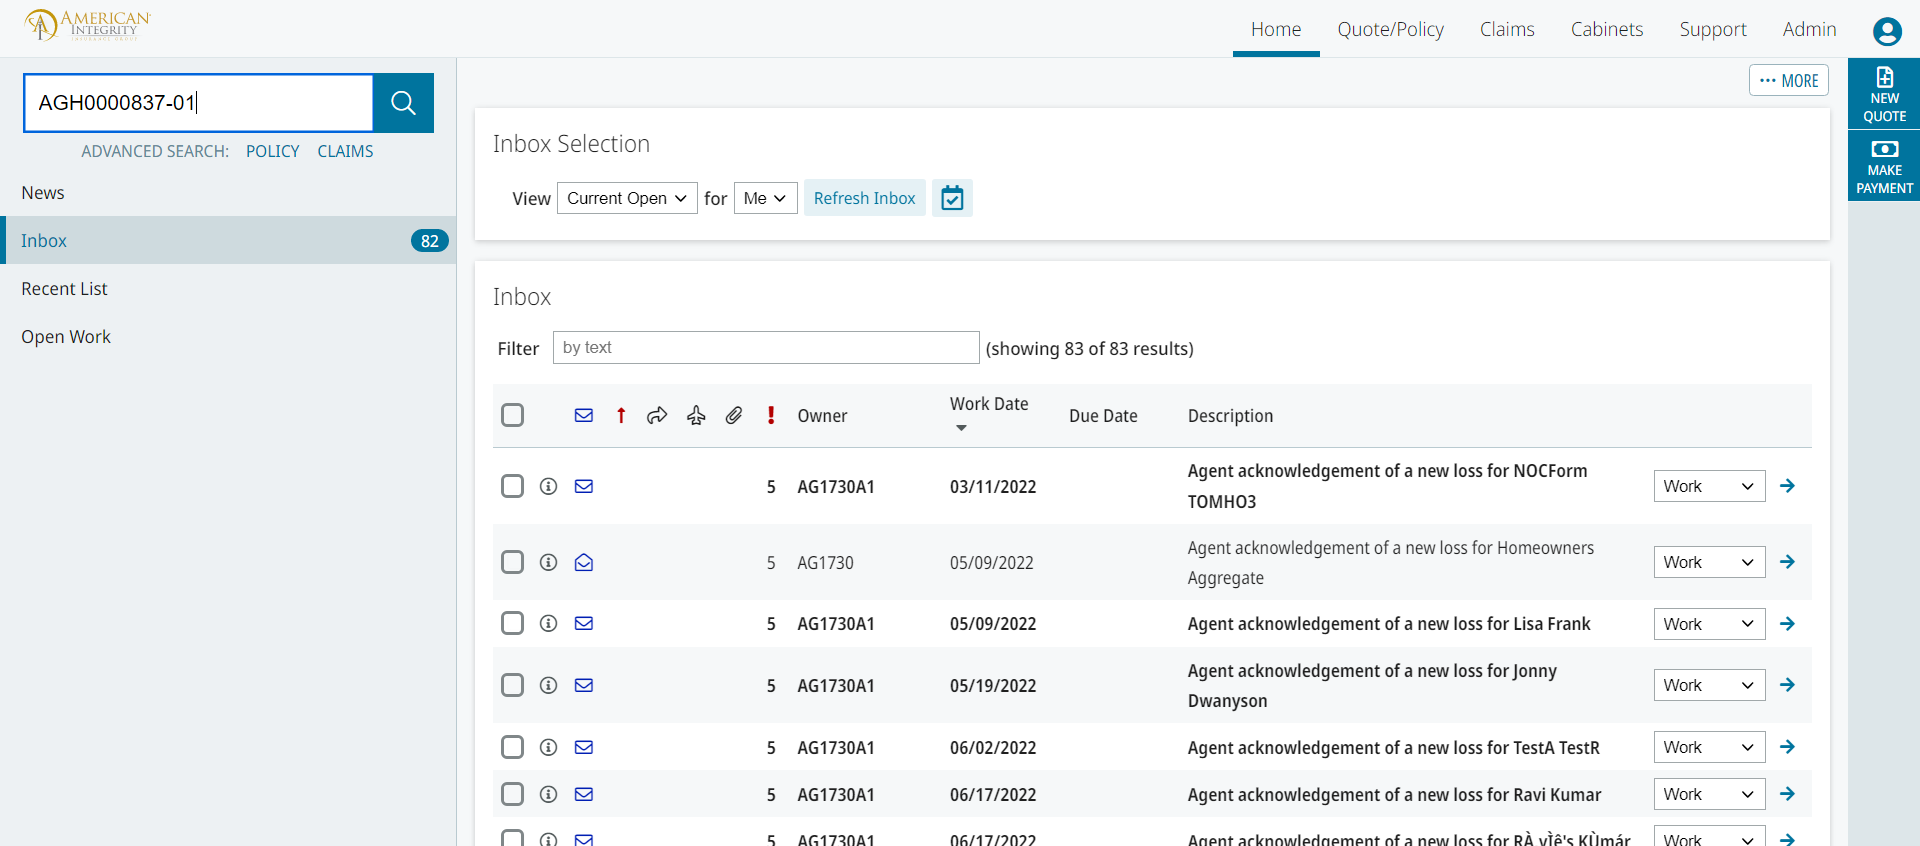 AMERICAN
INTEGRITY
INSURANCE GROUP
Home Quote/Policy Claims Cabinets Support Admin
AGH0000837-01
ADVANCED SEARCH: POLICY CLAIMS
News
Inbox 82
Recent List
Open Work
••• MORE
NEW
QUOTE
MAKE
PAYMENT
Inbox Selection
View Current Open for Me Refresh Inbox
Inbox
Filter by text (showing 83 of 83 results)
Owner Work Date Due Date Description
5 AG1730A1 03/11/2022 Agent acknowledgement of a new loss for NOCForm
TOMHO3
Work
5 AG1730 05/09/2022 Agent acknowledgement of a new loss for Homeowners
Aggregate
Work
5 AG1730A1 05/09/2022 Agent acknowledgement of a new loss for Lisa Frank Work
5 AG1730A1 05/19/2022 Agent acknowledgement of a new loss for Jonny
Dwanyson
Work
5 AG1730A1 06/02/2022 Agent acknowledgement of a new loss for TestA TestR Work
5 AG1730A1 06/17/2022 Agent acknowledgement of a new loss for Ravi Kumar Work
5 AG1730A1 06/17/2022 Agent acknowledgement of a new loss for RÀ vÌê's KÙmár Work